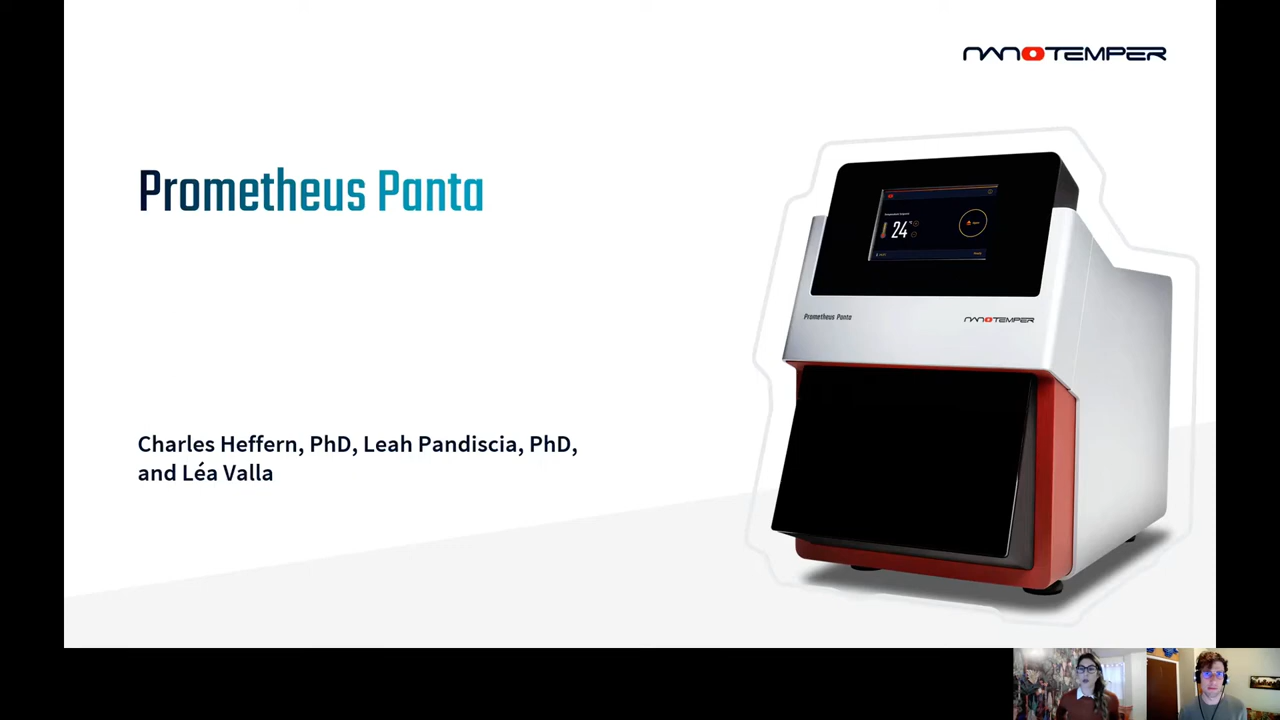 NANOTEMPER
Prometheus Panta
24
Prometheus Panta
NANOTEMPER
Charles Heffern, PhD, Leah Pandiscia, PhD,
and Léa Valla